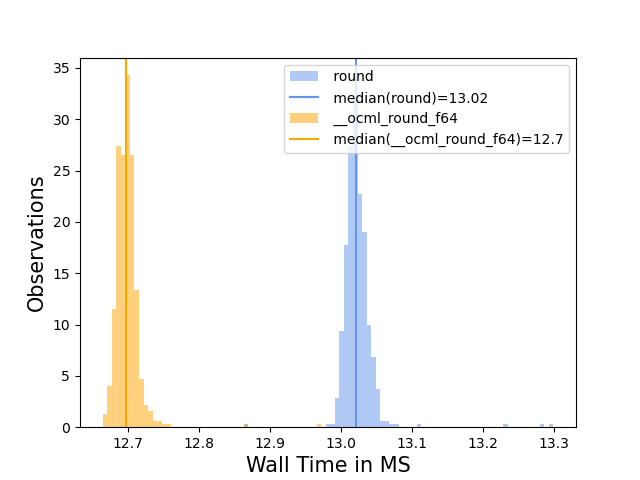 round
median(round)=13.02
__ocml_round_f64
median(__ocml_round_f64)=12.7
35
30
25
20
15
10
5
0
Observations
12.7 12.8 12.9 13.0 13.1 13.2 13.3
Wall Time in MS